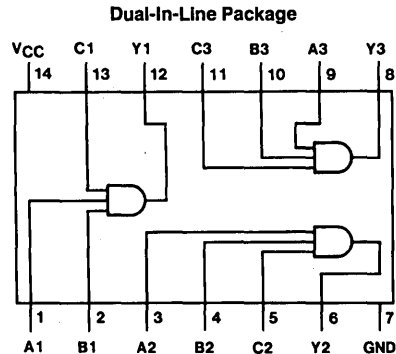 Dual-In-Line Package
VCC C1 Y1 C3 B3 A3 Y3
14 13 12 11 10 9 8
1 2 3 4 5 6 7
A1 B1 A2 B2 C2 Y2 GND